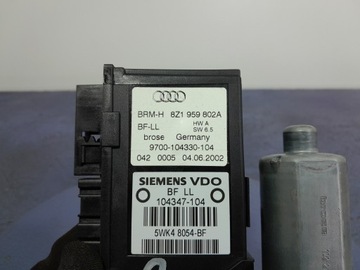 BRM-H 8Z1 959 802A
BF-LL HW A
SW 6.5
brose Germany
9700-104330-104
042 0005 04.06.2002
SIEMENS VDO
BF LL
104347-104
5WK4 8054-BF